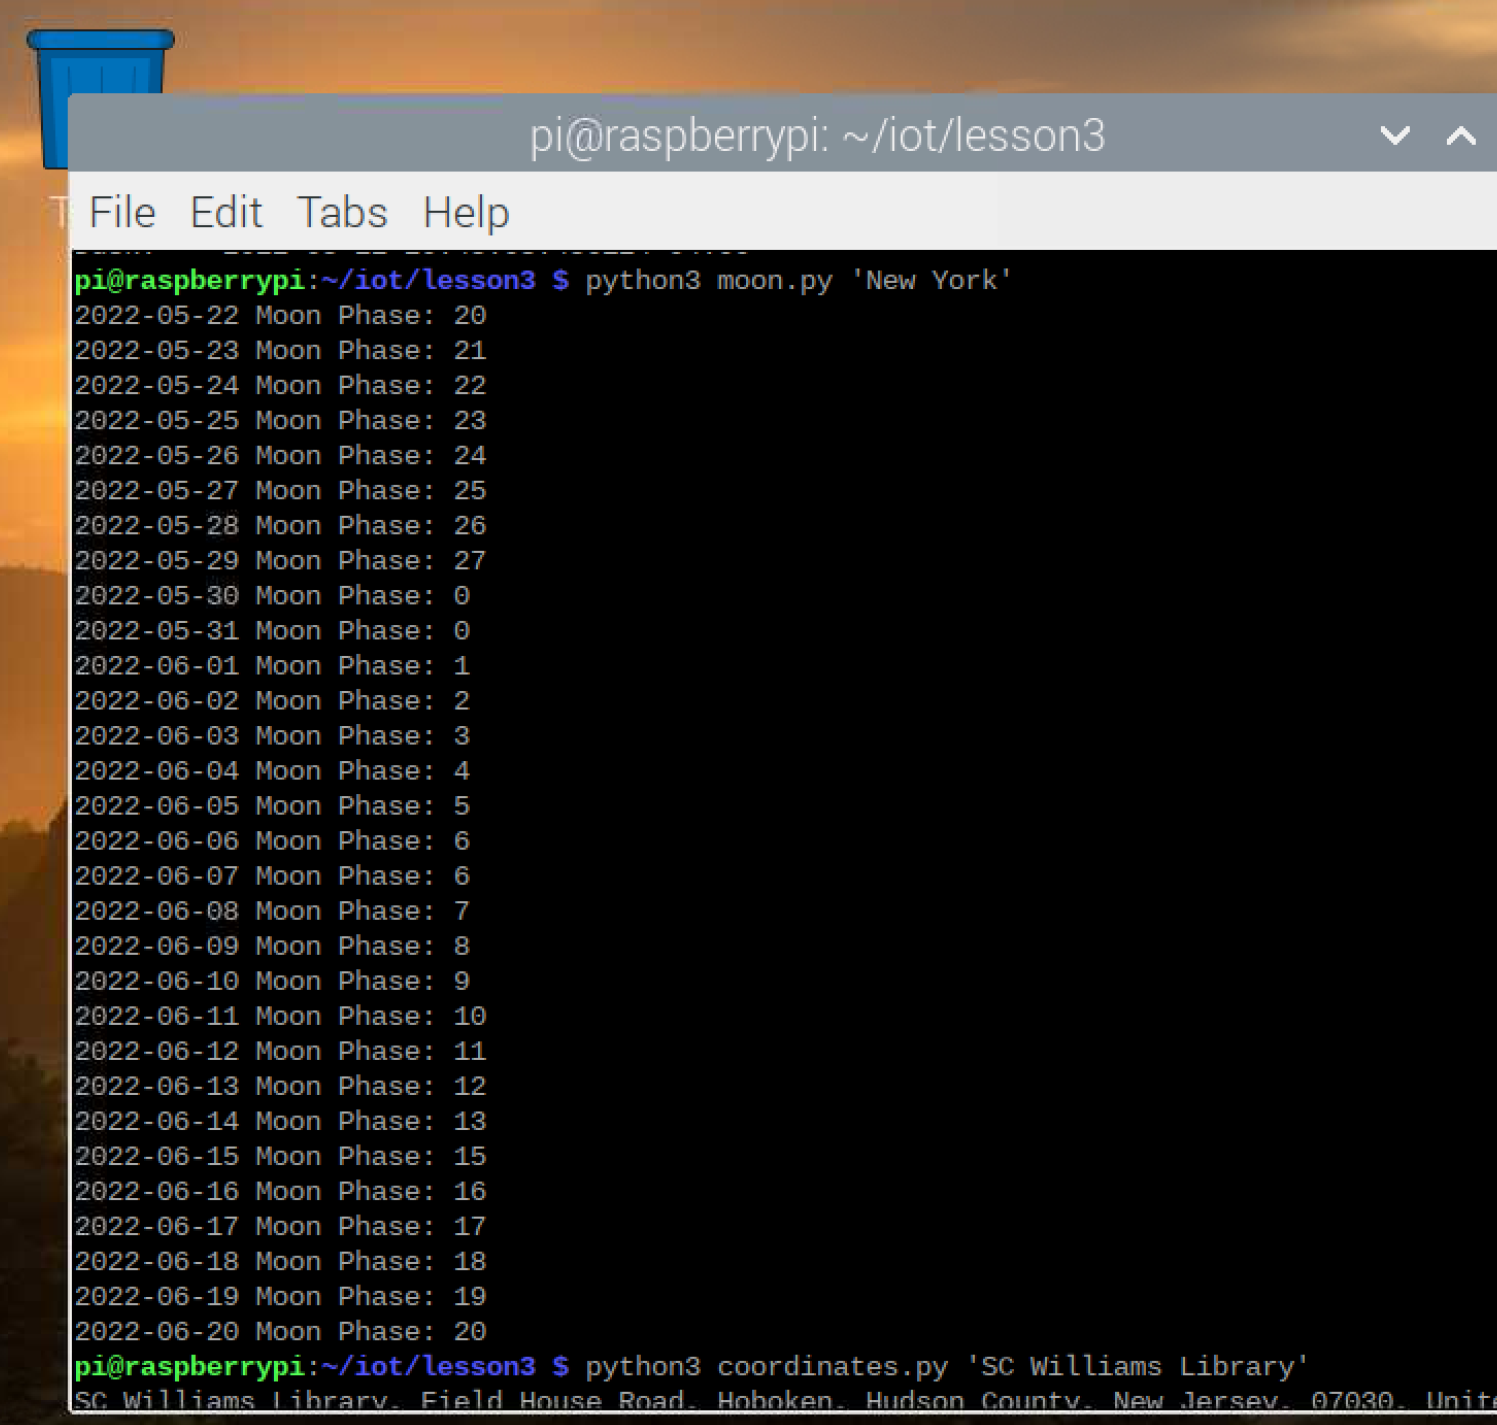 pi@raspberrypi: ~/iot/lesson3
File Edit Tabs Help
pi@raspberrypi:~/iot/lesson3 $ python3 moon.py 'New York'
2022-05-22 Moon Phase: 20
2022-05-23 Moon Phase: 21
2022-05-24 Moon Phase: 22
2022-05-25 Moon Phase: 23
2022-05-26 Moon Phase: 24
2022-05-27 Moon Phase: 25
2022-05-28 Moon Phase: 26
2022-05-29 Moon Phase: 27
2022-05-30 Moon Phase: 0
2022-05-31 Moon Phase: 0
2022-06-01 Moon Phase: 1
2022-06-02 Moon Phase: 2
2022-06-03 Moon Phase: 3
2022-06-04 Moon Phase: 4
2022-06-05 Moon Phase: 5
2022-06-06 Moon Phase: 6
2022-06-07 Moon Phase: 6
2022-06-08 Moon Phase: 7
2022-06-09 Moon Phase: 8
2022-06-10 Moon Phase: 9
2022-06-11 Moon Phase: 10
2022-06-12 Moon Phase: 11
2022-06-13 Moon Phase: 12
2022-06-14 Moon Phase: 13
2022-06-15 Moon Phase: 15
2022-06-16 Moon Phase: 16
2022-06-17 Moon Phase: 17
2022-06-18 Moon Phase: 18
2022-06-19 Moon Phase: 19
2022-06-20 Moon Phase: 20
pi@raspberrypi:~/iot/lesson3 $ python3 coordinates.py 'SC Williams Library'
SC Williams Library, Field House Road, Hoboken, Hudson County, New Jersey, 07030, Unite